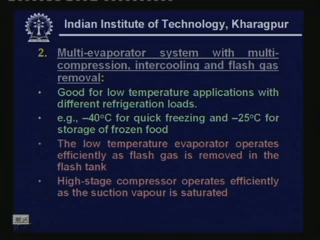 Indian Institute of Technology, Kharagpur
2. Multi-evaporator system with multi-
compression, intercooling and flash gas
removal:
• Good for low temperature applications with
different refrigeration loads.
• e.g., –40°C for quick freezing and –25°C for
storage of frozen food
• The low temperature evaporator operates
efficiently as flash gas is removed in the
flash tank
• High-stage compressor operates efficiently
as the suction vapour is saturated